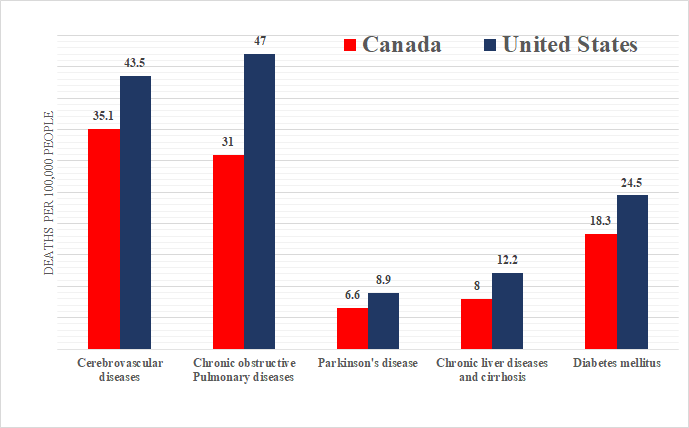 Canada
United States
DEATHS PER 100,000 PEOPLE
35.1
43.5
31
47
6.6
8.9
8
12.2
18.3
24.5
Cerebrovascular
diseases
Chronic obstructive
Pulmonary diseases
Parkinson's disease
Chronic liver diseases
and cirrhosis
Diabetes mellitus